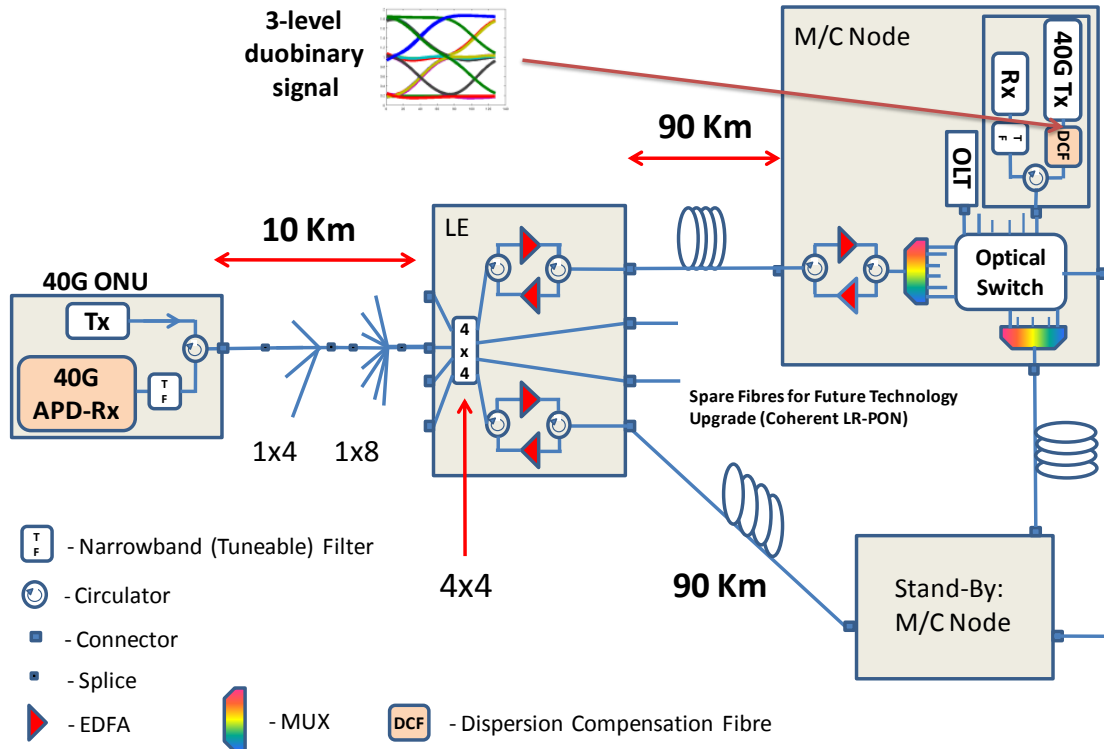 3-level
duobinary
signal
M/C Node
40G Tx
Rx
T
F
DCF
OLT
90 Km
10 Km
LE
40G ONU
Tx
40G
APD-Rx
T
F
4
x
4
Optical
Switch
Spare Fibres for Future Technology
Upgrade (Coherent LR-PON)
1x4
1x8
T
F
- Narrowband (Tuneable) Filter
- Circulator
- Connector
- Splice
- EDFA
- MUX
DCF
- Dispersion Compensation Fibre
4x4
90 Km
Stand-By:
M/C Node